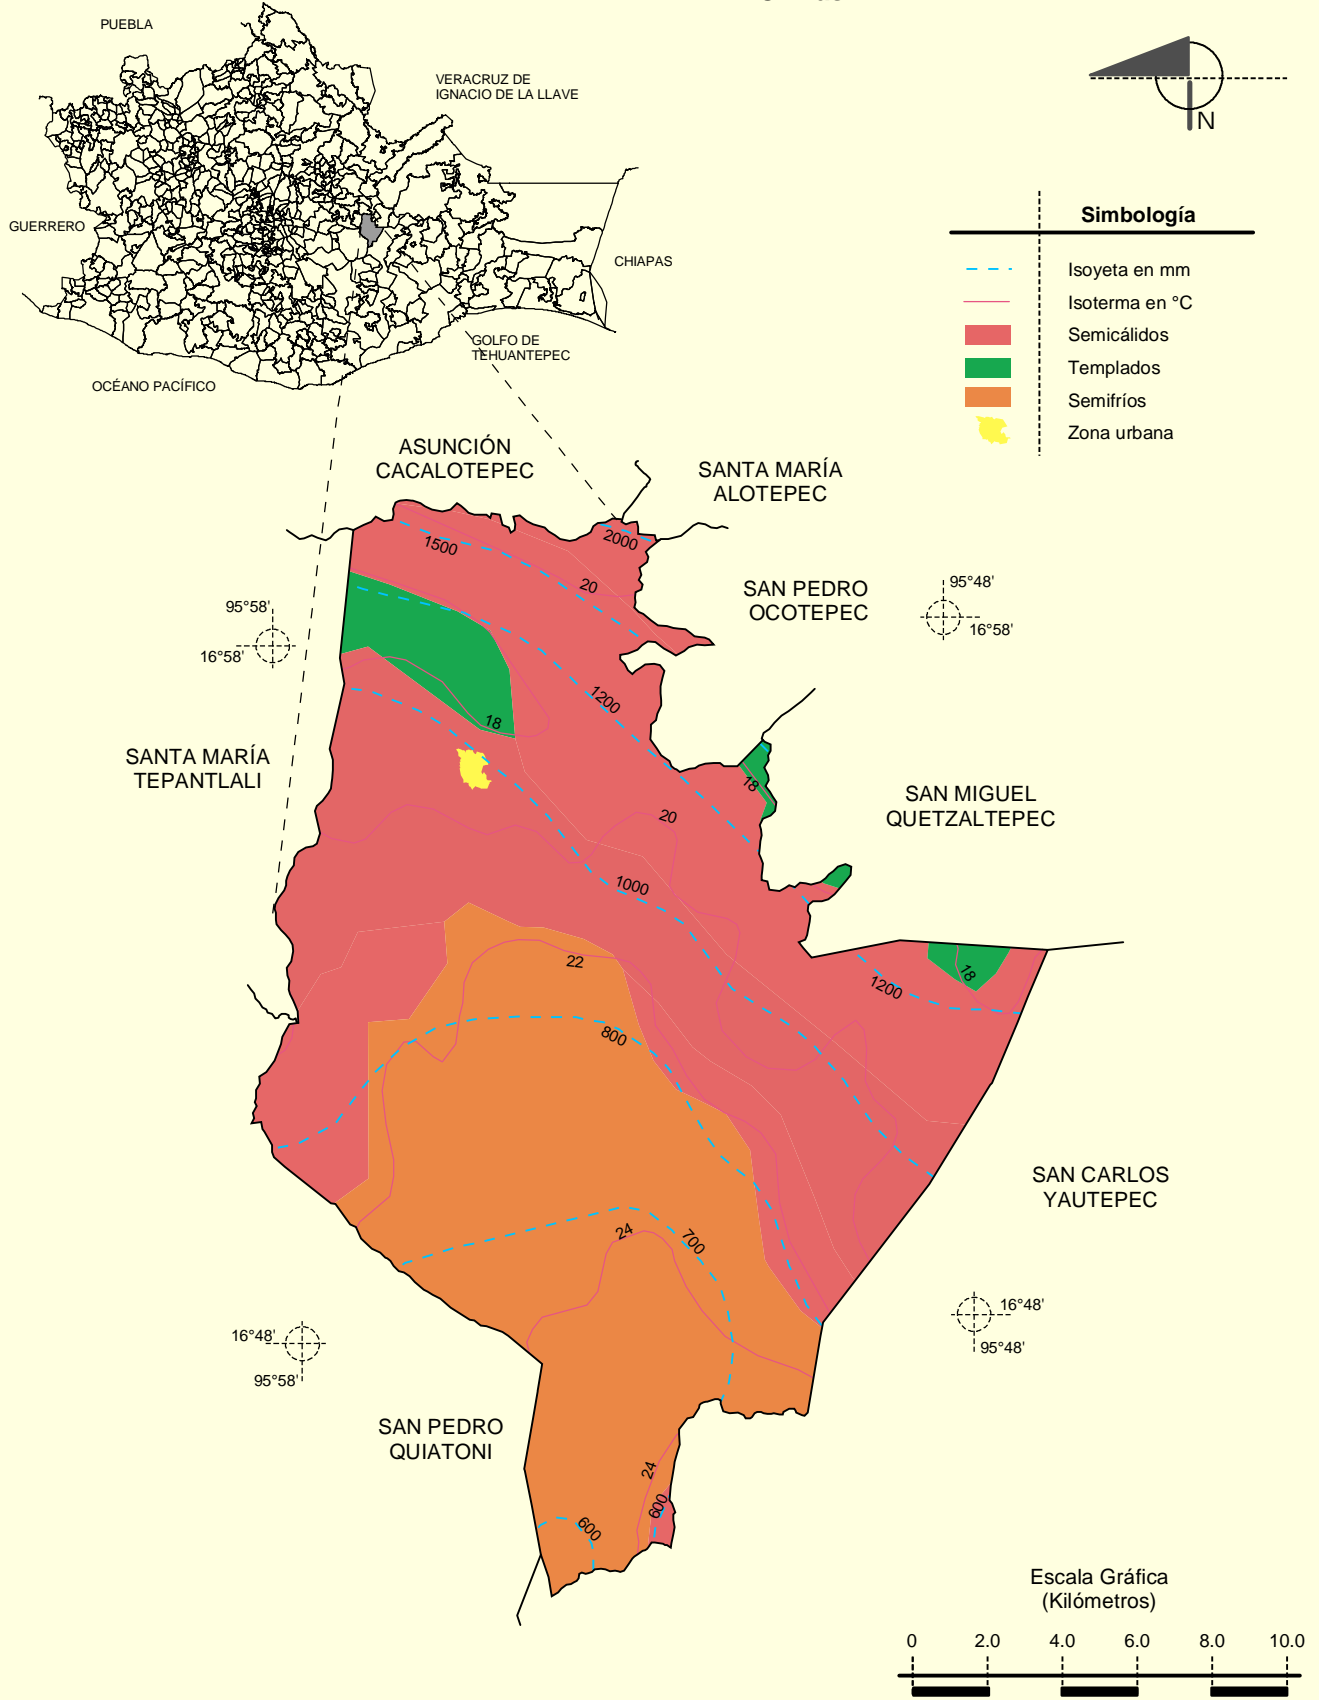 PUEBLA
VERACRUZ DE
IGNACIO DE LA LLAVE
GUERRERO
CHIAPAS
GOLFO DE
TEHUANTEPEC
OCÉANO PACÍFICO
N
Simbología
Isoyeta en mm
Isoterma en °C
Semicálidos
Templados
Semifríos
Zona urbana
ASUNCIÓN
CACALOTEPEC
SANTA MARÍA
ALOTEPEC
1500
2000
20
SAN PEDRO
OCOTEPEC
95°48'
16°58'
95°58'
16°58'
1200
18
SANTA MARÍA
TEPANTLALI
18
SAN MIGUEL
QUETZALTEPEC
20
1000
22
18
1200
800
SAN CARLOS
YAUTEPEC
24
700
16°48'
95°48'
16°48'
95°58'
SAN PEDRO
QUIATONI
24
600
600
Escala Gráfica
(Kilómetros)
0 2.0 4.0 6.0 8.0 10.0